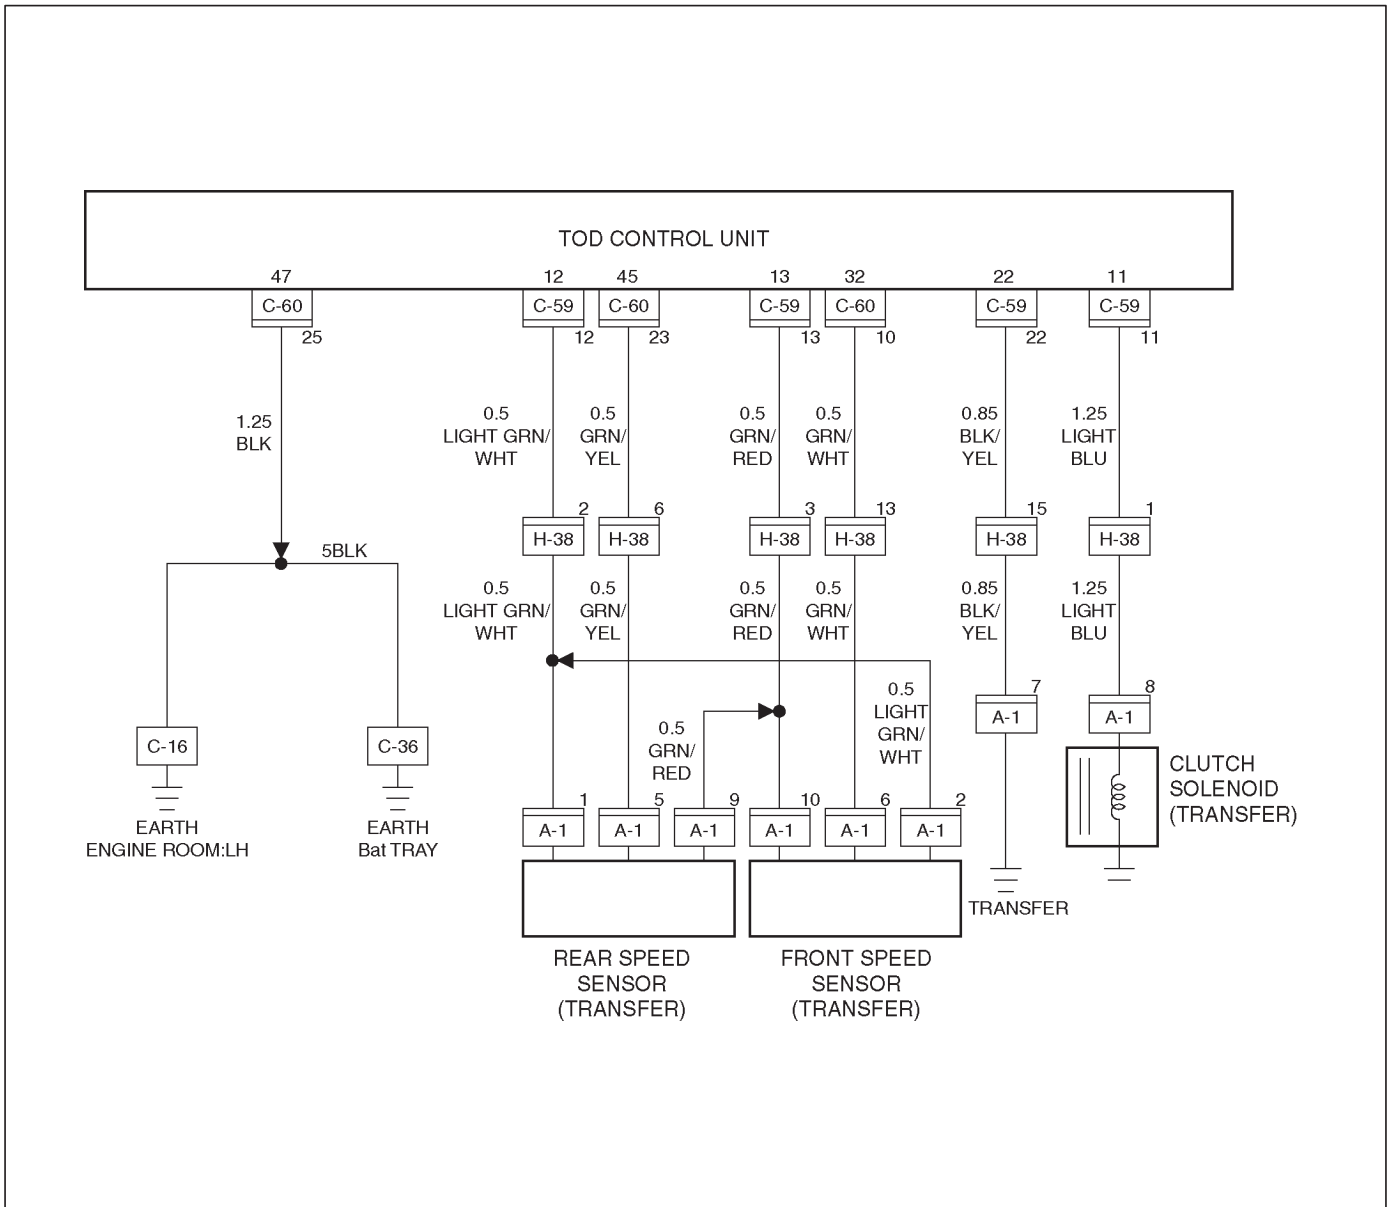 TOD CONTROL UNIT
47 12 45 13 32 22 11
C-60 C-59 C-60 C-59 C-60 C-59 C-59
25 12 23 13 10 22 11
1.25
BLK
0.5
LIGHT GRN/
WHT
0.5
GRN/
YEL
0.5
GRN/
RED
0.5
GRN/
WHT
0.85
BLK/
YEL
1.25
LIGHT
BLU
2 6 3 13 15 1
H-38 H-38 H-38 H-38 H-38 H-38
5BLK
0.5
LIGHT GRN/
WHT
0.5
GRN/
YEL
0.5
GRN/
RED
0.5
GRN/
WHT
0.85
BLK/
YEL
1.25
LIGHT
BLU
0.5
GRN/
RED
0.5
LIGHT
GRN/
WHT
7 8
A-1 A-1
C-16 C-36
EARTH
ENGINE ROOM:LH
EARTH
Bat TRAY
CLUTCH
SOLENOID
(TRANSFER)
1 5 9 10 6 2
A-1 A-1 A-1 A-1 A-1 A-1
TRANSFER
REAR SPEED
SENSOR
(TRANSFER)
FRONT SPEED
SENSOR
(TRANSFER)